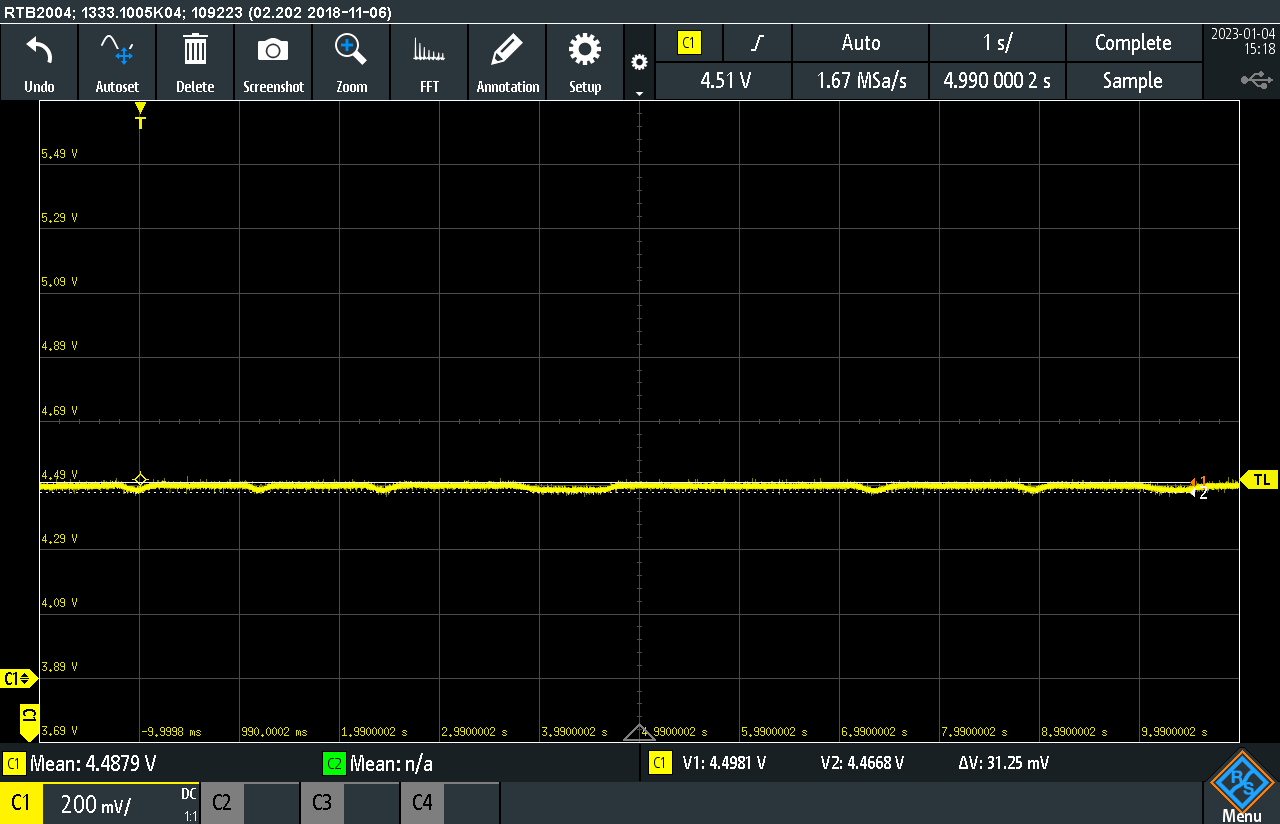 RTB2004; 1333.1005K04; 109223 (02.202 2018-11-06)
Undo
Autoset
Delete
Screenshot
Zoom
FFT
Annotation
Setup
C1
Auto
1 s/
Complete
2023-01-04
15:18
4.51 V
1.67 MSa/s
4.990 000 2 s
Sample
T
5.49 V
5.29 V
5.09 V
4.89 V
4.69 V
4.49 V
TL
1
2
4.29 V
4.09 V
3.89 V
C1
C1
3.69 V
-9.9998 ms
990.0002 ms
1.9990002 s
2.9990002 s
3.9900002 s
4.9900002 s
5.9900002 s
6.9900002 s
7.9900002 s
8.9900002 s
9.9900002 s
C1 Mean: 4.4879 V
C2 Mean: n/a
C1 V1: 4.4981 V V2: 4.4668 V ΔV: 31.25 mV
C1 200 mV/ DC 1:1
C2
C3
C4
R S
Menu